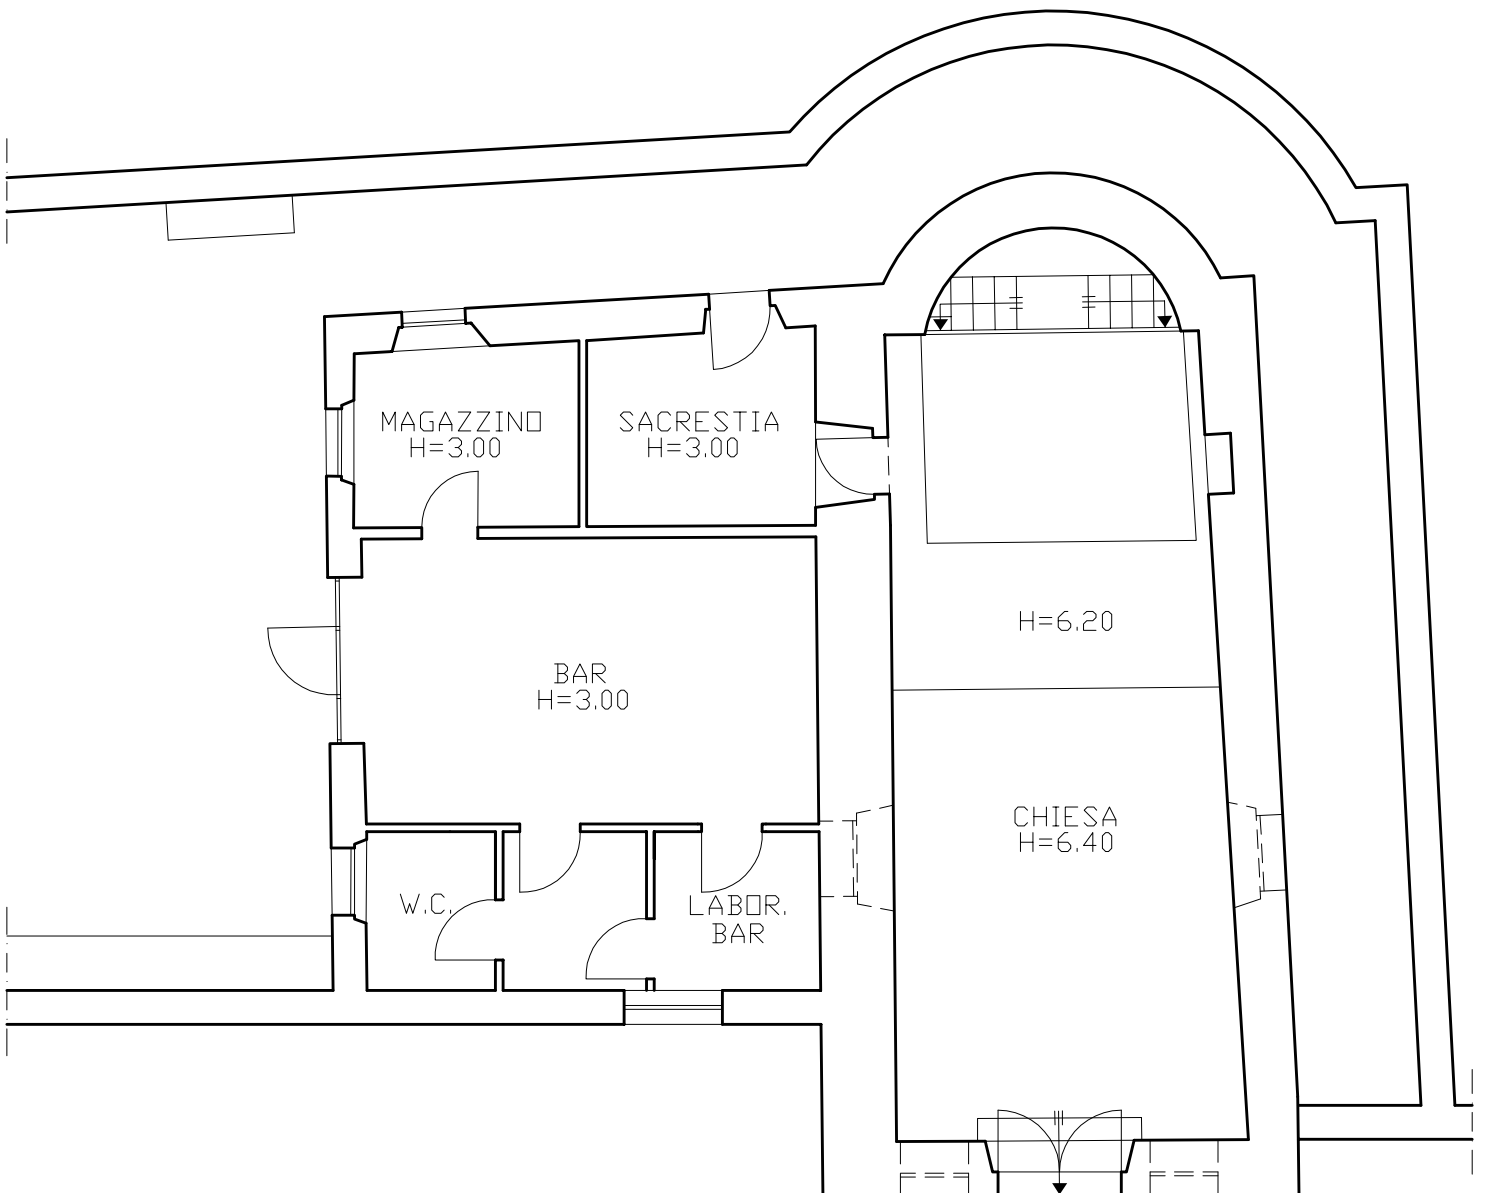 MAGAZZINO
H=3.00
SACRESTIA
H=3.00
H=6.20
BAR
H=3.00
CHIESA
H=6.40
W.C.
LABOR.
BAR